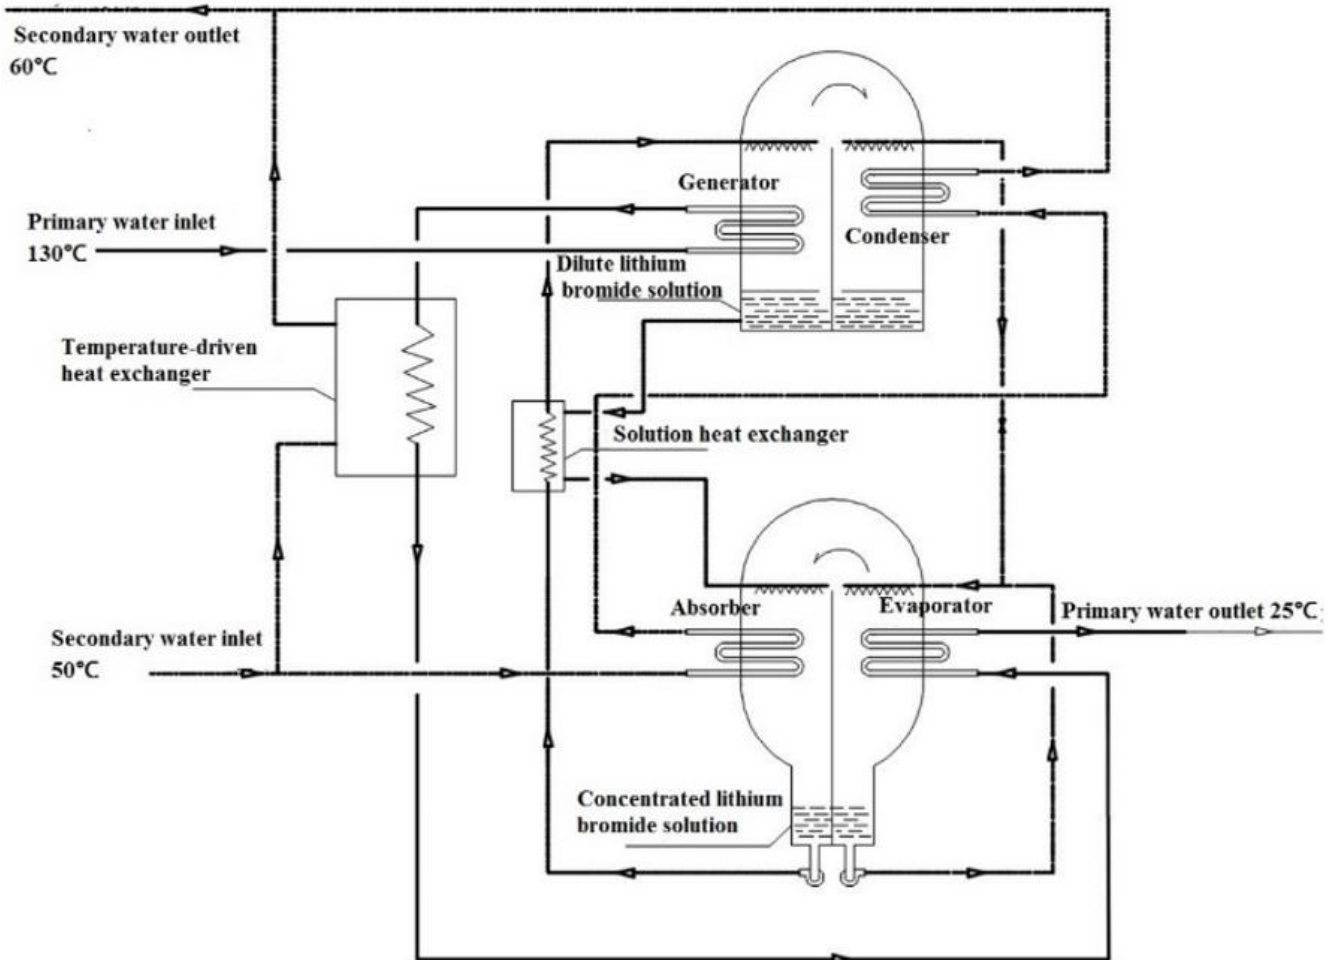 Secondary water outlet
60℃
Generator
Primary water inlet
130℃
Condenser
Dilute lithium
bromide solution
Temperature-driven
heat exchanger
Solution heat exchanger
Absorber
Evaporator
Primary water outlet 25℃
Secondary water inlet
50℃
Concentrated lithium
bromide solution